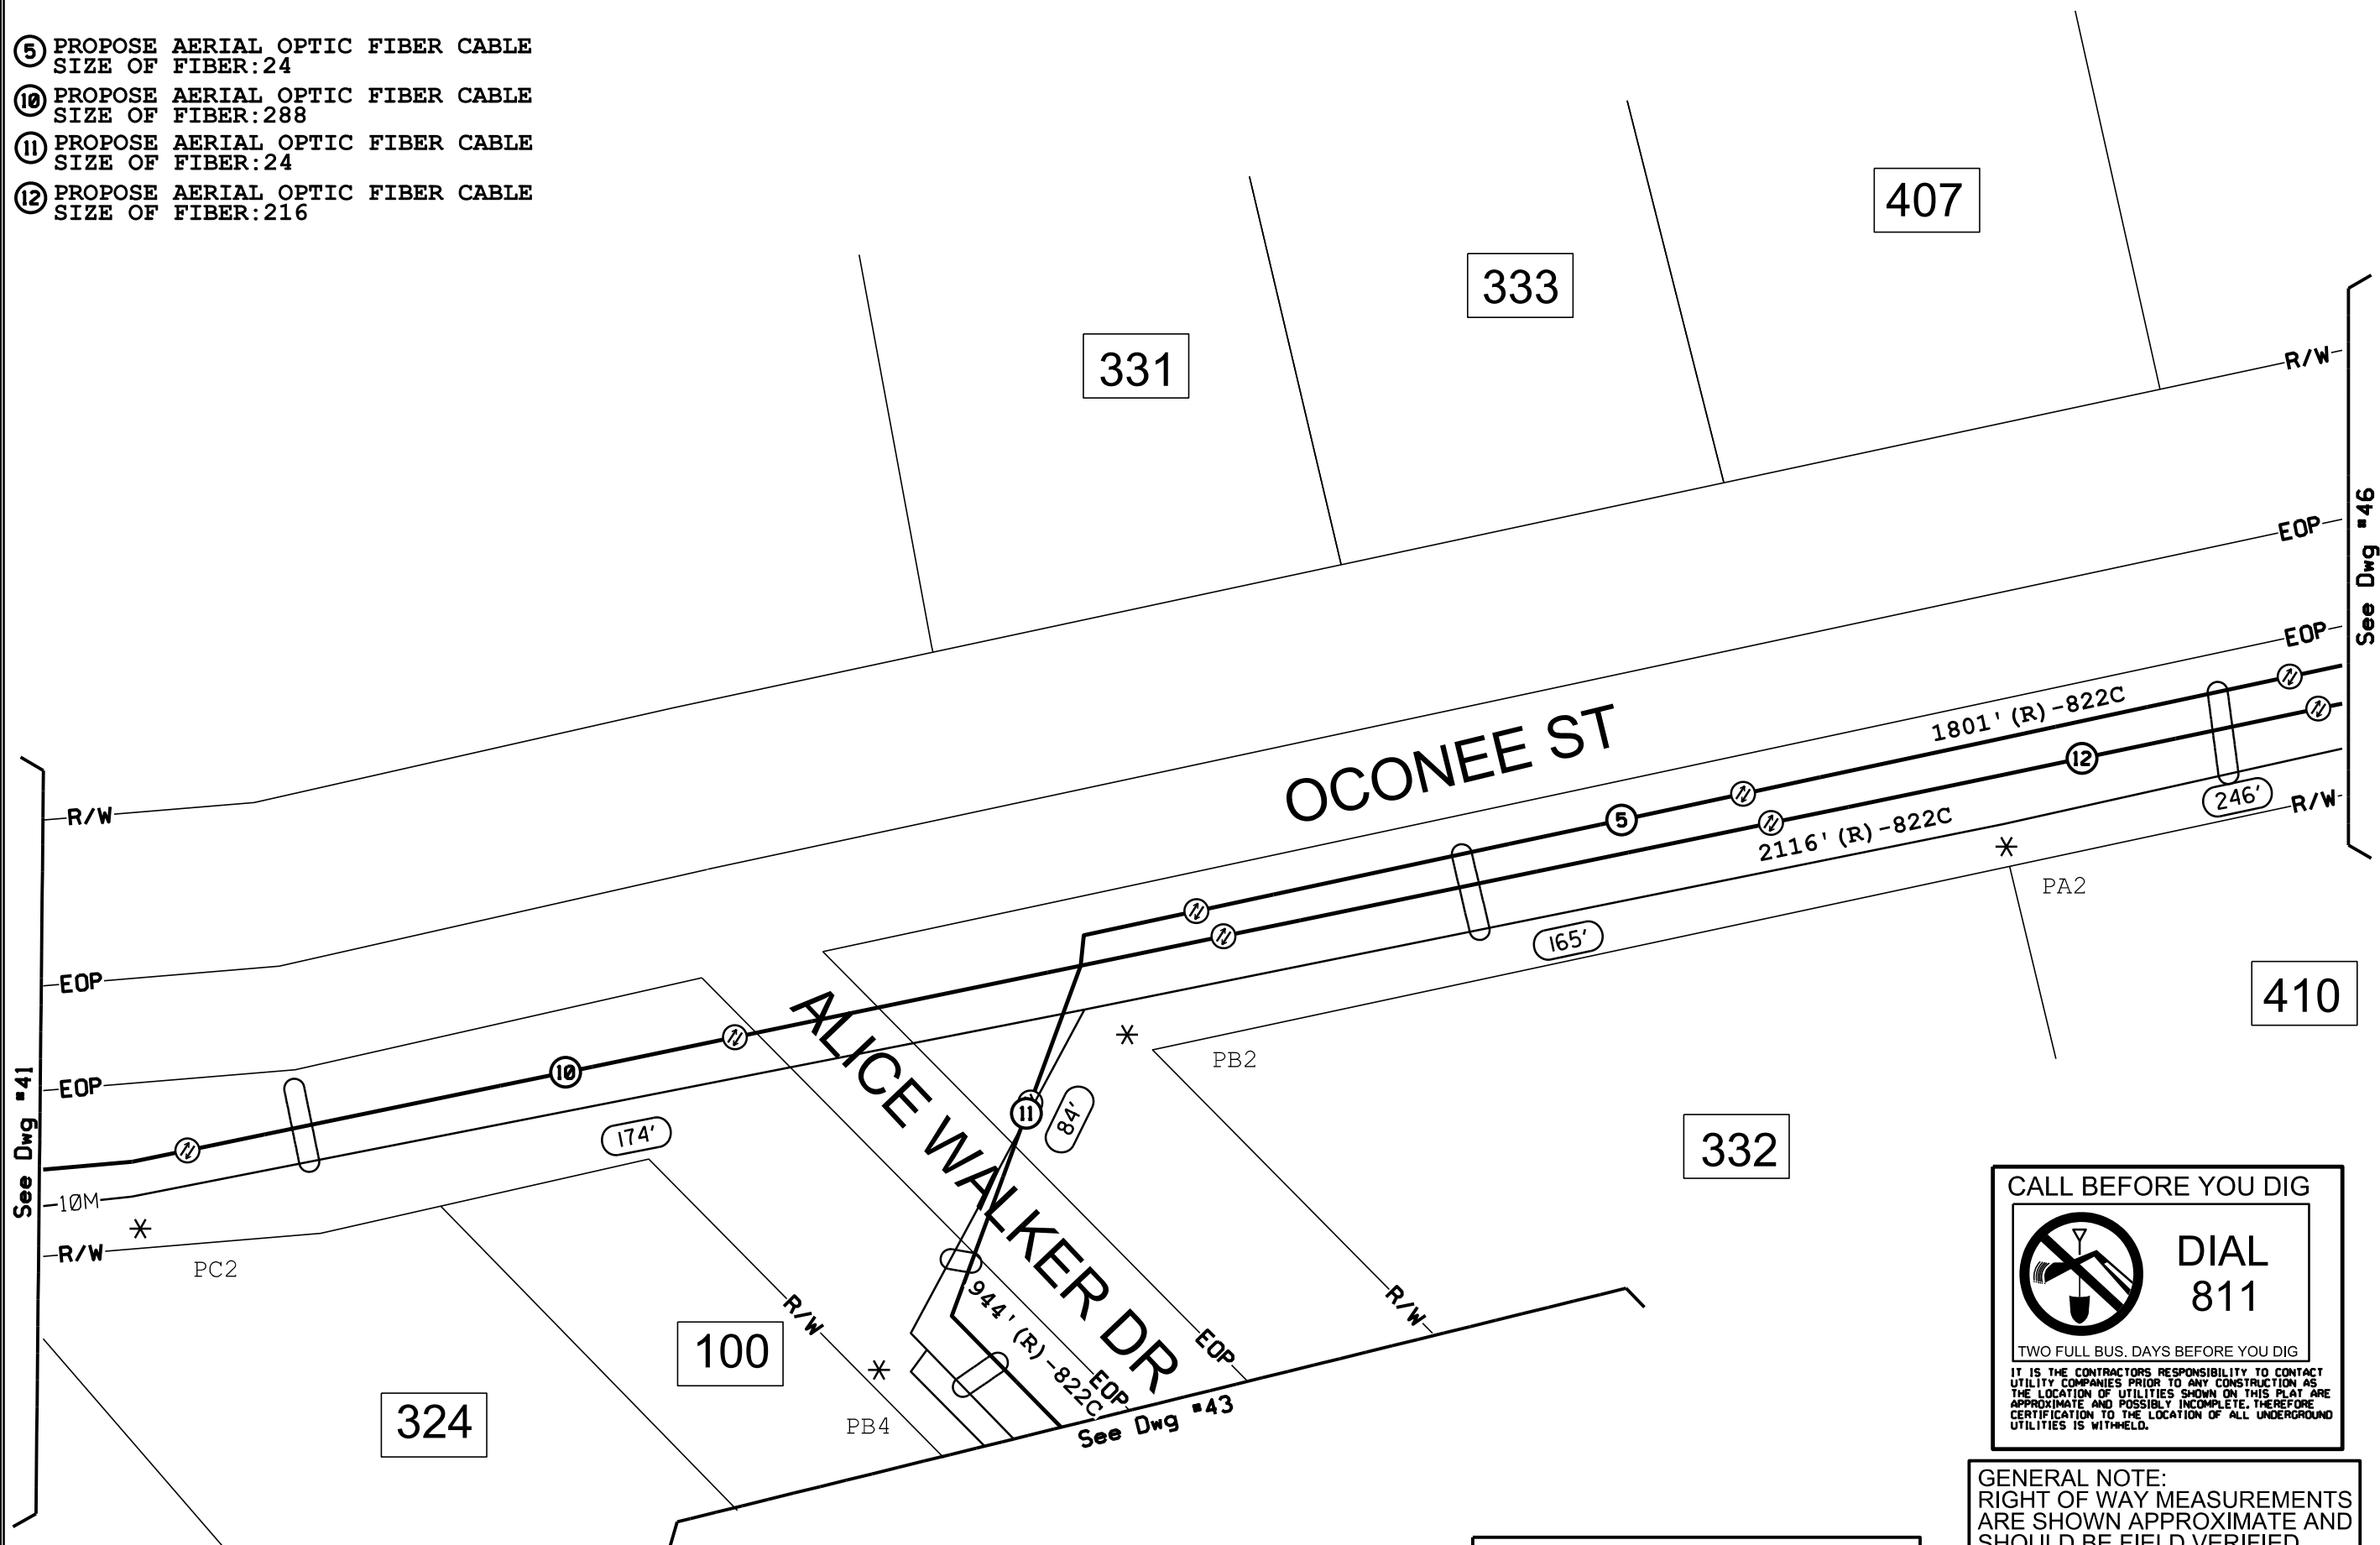 5 PROPOSE AERIAL OPTIC FIBER CABLE
SIZE OF FIBER:24
10 PROPOSE AERIAL OPTIC FIBER CABLE
SIZE OF FIBER:288
11 PROPOSE AERIAL OPTIC FIBER CABLE
SIZE OF FIBER:24
12 PROPOSE AERIAL OPTIC FIBER CABLE
SIZE OF FIBER:216
407
333
331
R/W
EOP
EOP
See Dwg #46
OCONEE ST
1801'(R)-822C
12
246'
R/W
5
2116'(R)-822C
R/W
PA2
165'
410
EOP
ALICE WALKER DR
PB2
10
EOP
See Dwg #41
11
84'
174'
332
10M
R/W
PC2
R/W
944'(R)-822C
R/W
EOP
100
EOP
324
PB4
See Dwg #43
CALL BEFORE YOU DIG
DIAL
811
TWO FULL BUS. DAYS BEFORE YOU DIG
IT IS THE CONTRACTORS RESPONSIBILITY TO CONTACT
UTILITY COMPANIES PRIOR TO ANY CONSTRUCTION AS
THE LOCATION OF UTILITIES SHOWN ON THIS PLAT ARE
APPROXIMATE AND POSSIBLY INCOMPLETE. THEREFORE
CERTIFICATION TO THE LOCATION OF ALL UNDERGROUND
UTILITIES IS WITHHELD.
GENERAL NOTE:
RIGHT OF WAY MEASUREMENTS
ARE SHOWN APPROXIMATE AND
SHOULD BE FIELD VERIFIED